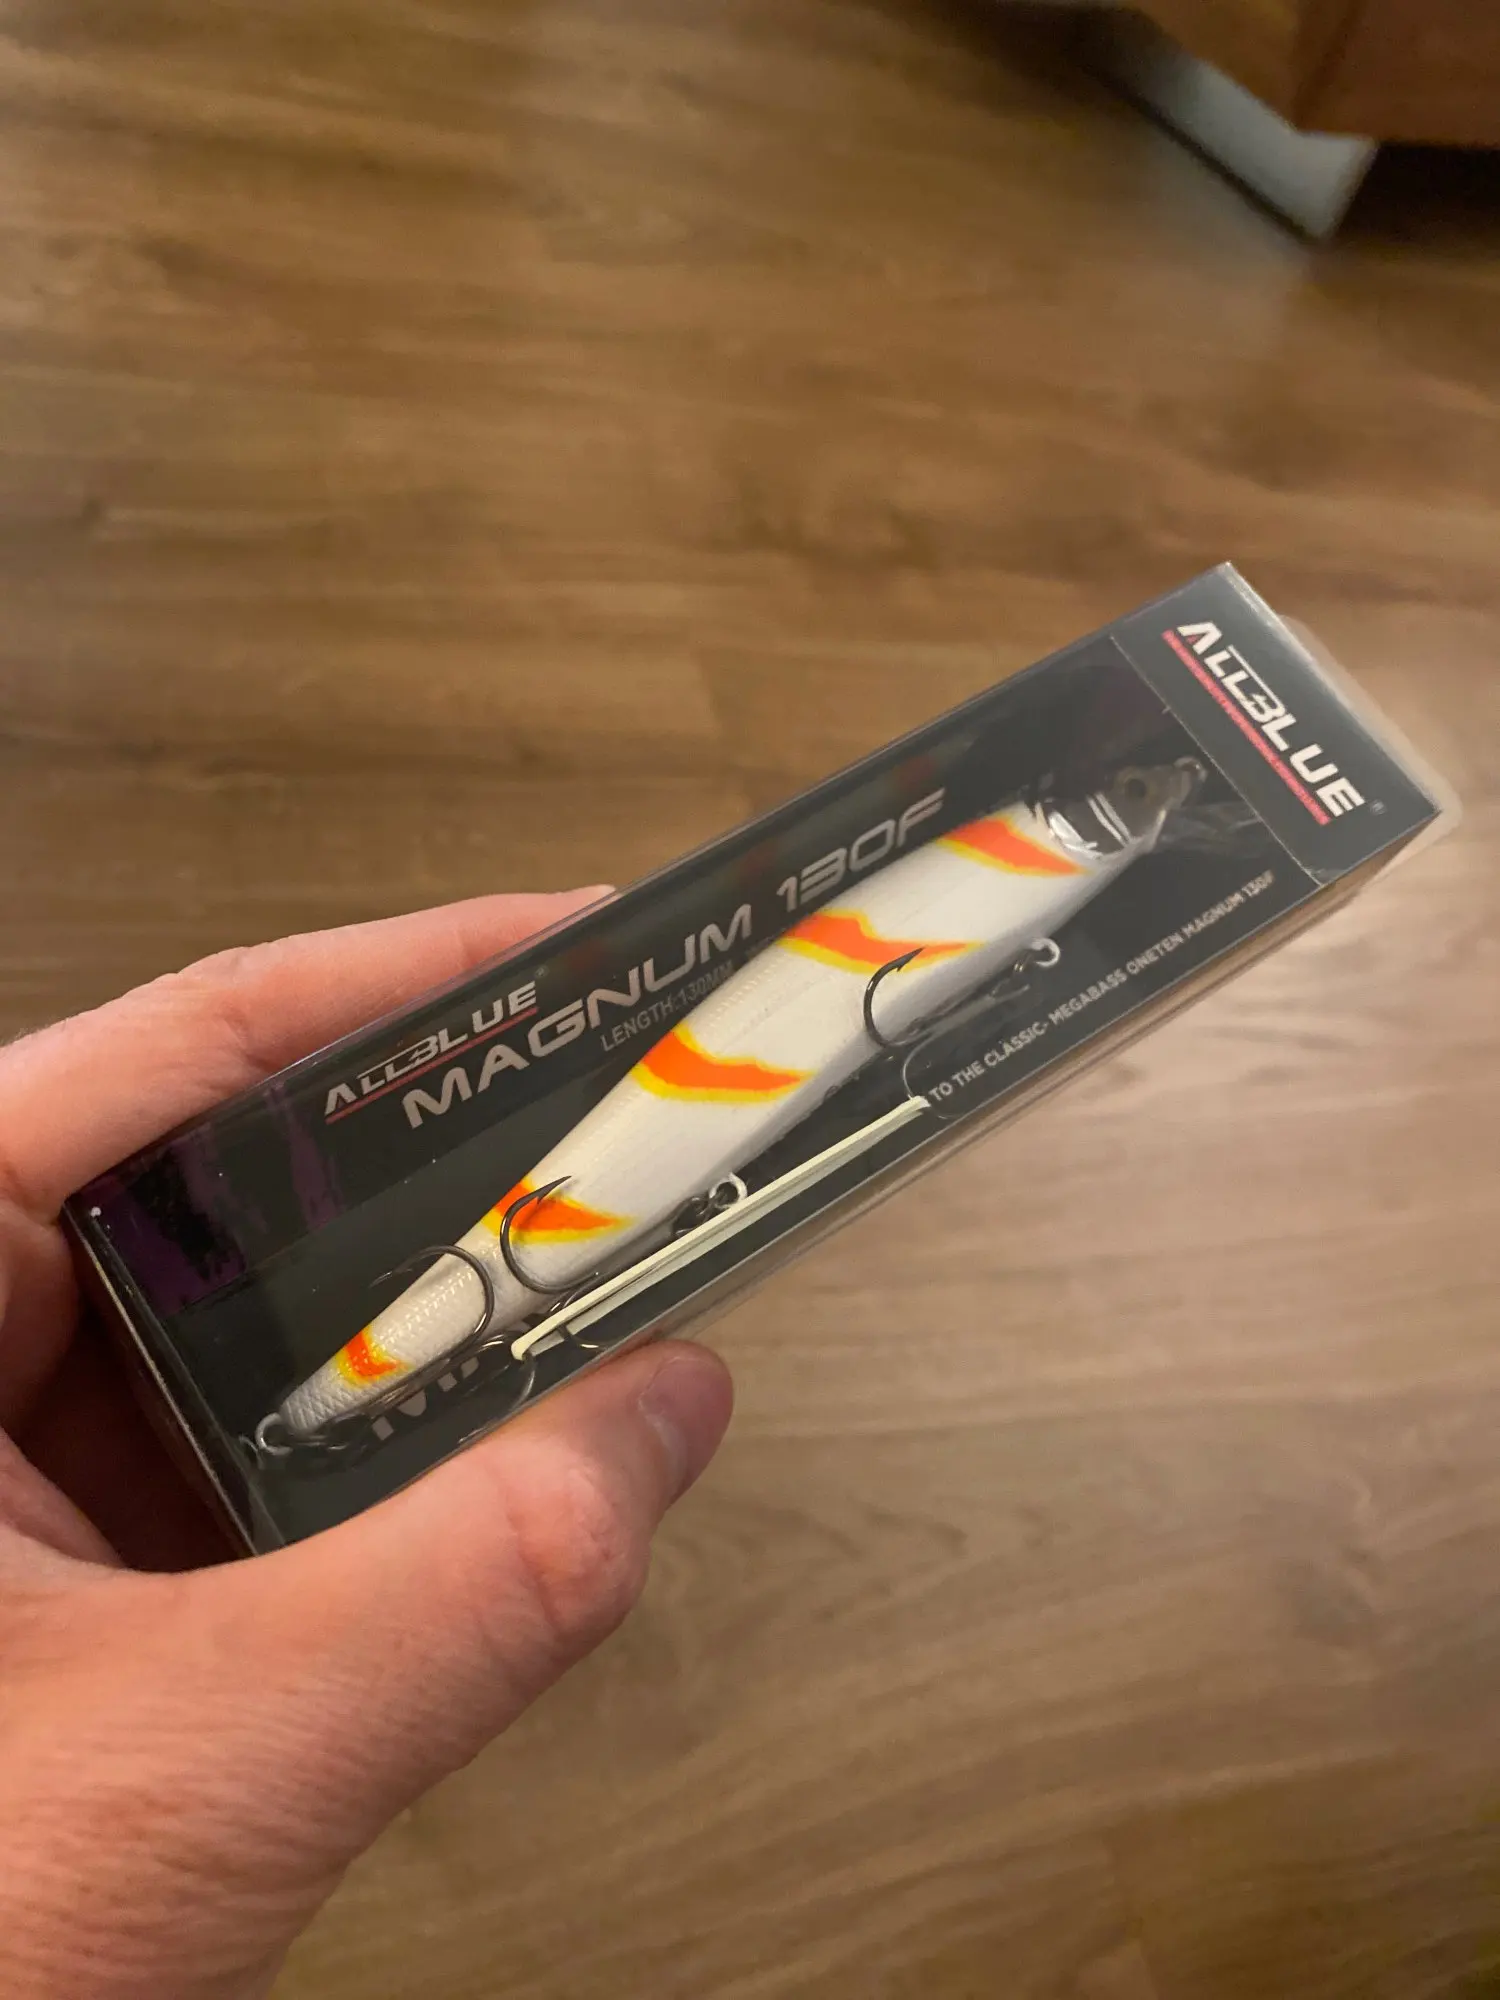 ALLBLUE®
ALLBLUE®
MAGNUM 130F
LENGTH:130MM
TO THE CLASSIC- MEGABASS ONETEN MAGNUM 130F